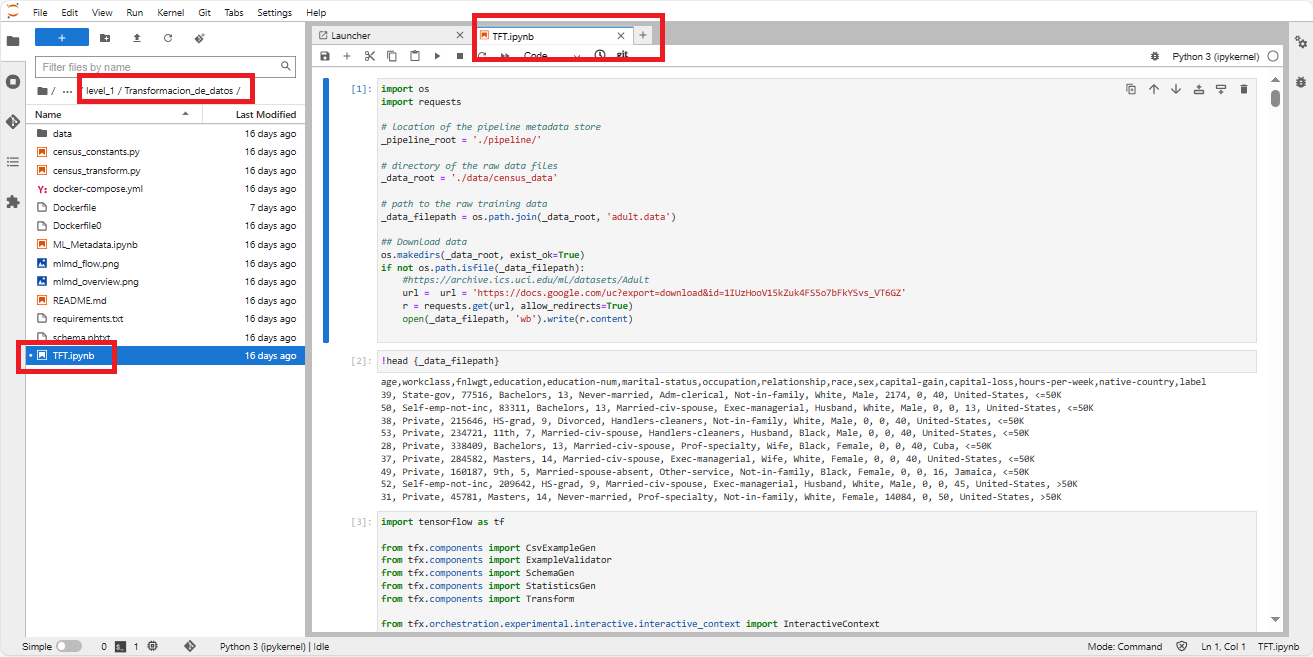 File Edit View Run Kernel Git Tabs Settings Help
Filter files by name
/ ... / level_1 / Transformacion_de_datos /
Name Last Modified
data 16 days ago
census_constants.py 16 days ago
census_transform.py 16 days ago
Y: docker-compose.yml 16 days ago
Dockerfile 7 days ago
Dockerfile0 16 days ago
ML_Metadata.ipynb 16 days ago
mlmd_flow.png 16 days ago
mlmd_overview.png 16 days ago
README.md 16 days ago
requirements.txt 16 days ago
schema.pbtxt 16 days ago
TFT.ipynb 16 days ago
Launcher
TFT.ipynb
Code git Python 3 (ipykernel)
[1]: import os
import requests
# location of the pipeline metadata store
_pipeline_root = './pipeline/'
# directory of the raw data files
_data_root = './data/census_data'
# path to the raw training data
_data_filepath = os.path.join(_data_root, 'adult.data')
## Download data
os.makedirs(_data_root, exist_ok=True)
if not os.path.isfile(_data_filepath):
#https://archive.ics.uci.edu/ml/datasets/Adult
url = url = 'https://docs.google.com/uc?export=download&id=1IUzHooV15kZuk4FS5o7bFkYSvs_VT6GZ'
r = requests.get(url, allow_redirects=True)
open(_data_filepath, 'wb').write(r.content)
[2]: !head {_data_filepath}
age,workclass,fnlwgt,education,education-num,marital-status,occupation,relationship,race,sex,capital-gain,capital-loss,hours-per-week,native-country,label
39, State-gov, 77516, Bachelors, 13, Never-married, Adm-clerical, Not-in-family, White, Male, 2174, 0, 40, United-States, <=50K
50, Self-emp-not-inc, 83311, Bachelors, 13, Married-civ-spouse, Exec-managerial, Husband, White, Male, 0, 0, 13, United-States, <=50K
38, Private, 215646, HS-grad, 9, Divorced, Handlers-cleaners, Not-in-family, White, Male, 0, 0, 40, United-States, <=50K
53, Private, 234721, 11th, 7, Married-civ-spouse, Handlers-cleaners, Husband, Black, Male, 0, 0, 40, United-States, <=50K
28, Private, 338409, Bachelors, 13, Married-civ-spouse, Prof-specialty, Wife, Black, Female, 0, 0, 40, Cuba, <=50K
37, Private, 284582, Masters, 14, Married-civ-spouse, Exec-managerial, Wife, White, Female, 0, 0, 40, United-States, <=50K
49, Private, 160187, 9th, 5, Married-spouse-absent, Other-service, Not-in-family, Black, Female, 0, 0, 16, Jamaica, <=50K
52, Self-emp-not-inc, 209642, HS-grad, 9, Married-civ-spouse, Exec-managerial, Husband, White, Male, 0, 0, 45, United-States, >50K
31, Private, 45781, Masters, 14, Never-married, Prof-specialty, Not-in-family, White, Female, 14084, 0, 50, United-States, >50K
[3]: import tensorflow as tf
from tfx.components import CsvExampleGen
from tfx.components import ExampleValidator
from tfx.components import SchemaGen
from tfx.components import StatisticsGen
from tfx.components import Transform
from tfx.orchestration.experimental.interactive.interactive_context import InteractiveContext
Simple 0 1 Python 3 (ipykernel) | Idle Mode: Command Ln 1, Col 1 TFT.ipynb